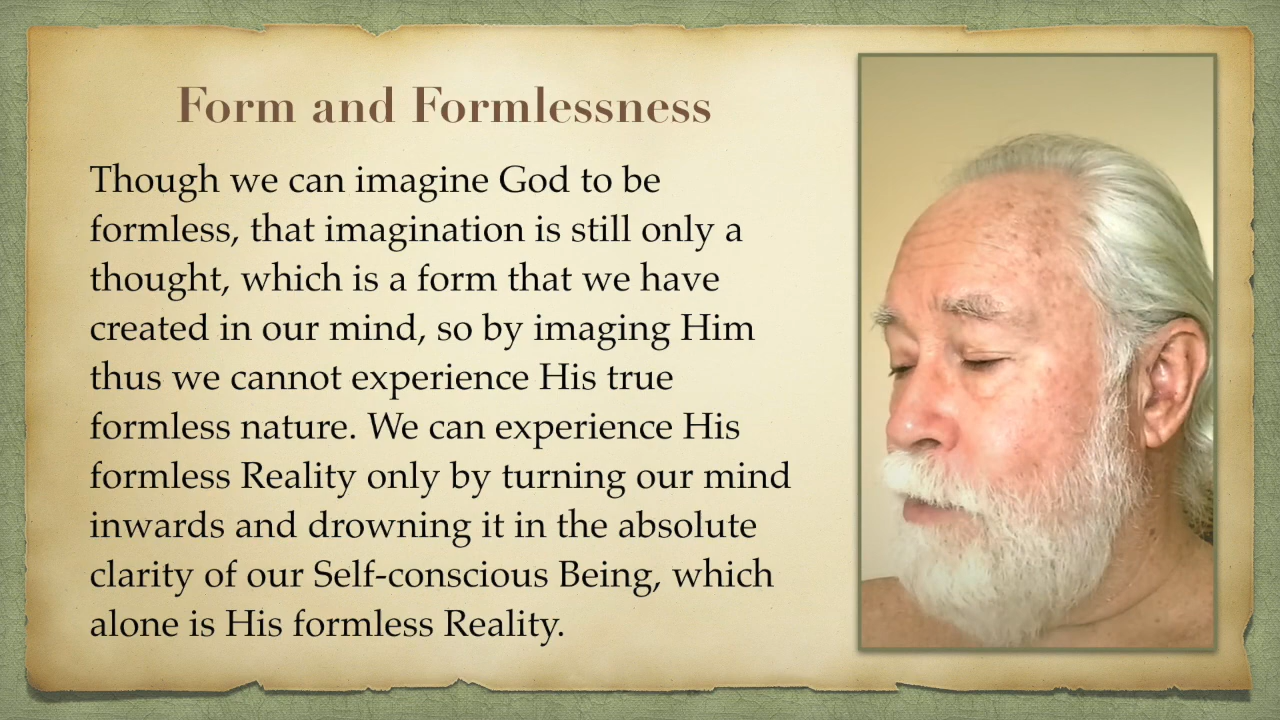 Form and Formlessness
Though we can imagine God to be
formless, that imagination is still only a
thought, which is a form that we have
created in our mind, so by imaging Him
thus we cannot experience His true
formless nature. We can experience His
formless Reality only by turning our mind
inwards and drowning it in the absolute
clarity of our Self-conscious Being, which
alone is His formless Reality.